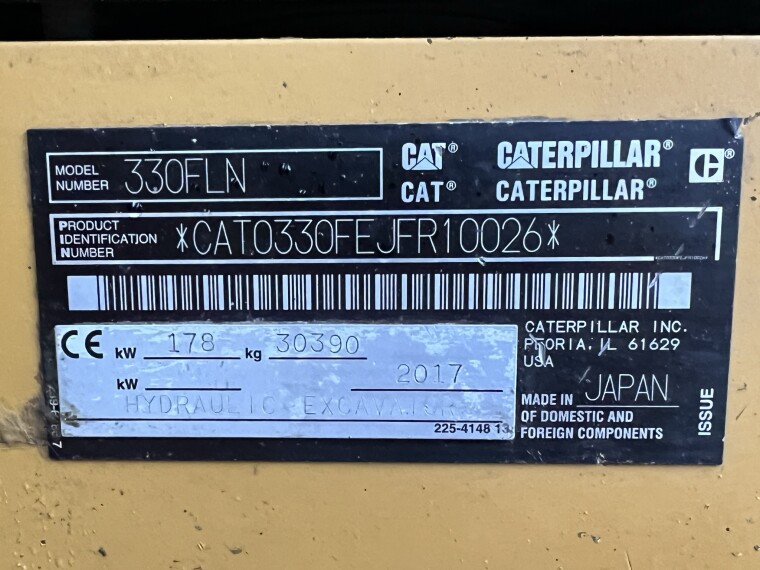 MODEL NUMBER 330FLN
CAT® CATERPILLAR®
CAT® CATERPILLAR®
PRODUCT IDENTIFICATION NUMBER *CAT0330FEJFR10026*
CE kW 178 kg 30390
kW 2017
HYDRAULIC EXCAVATOR
225-4148 13
CATERPILLAR INC.
PEORIA, IL 61629
USA
MADE IN JAPAN
OF DOMESTIC AND
FOREIGN COMPONENTS
ISSUE